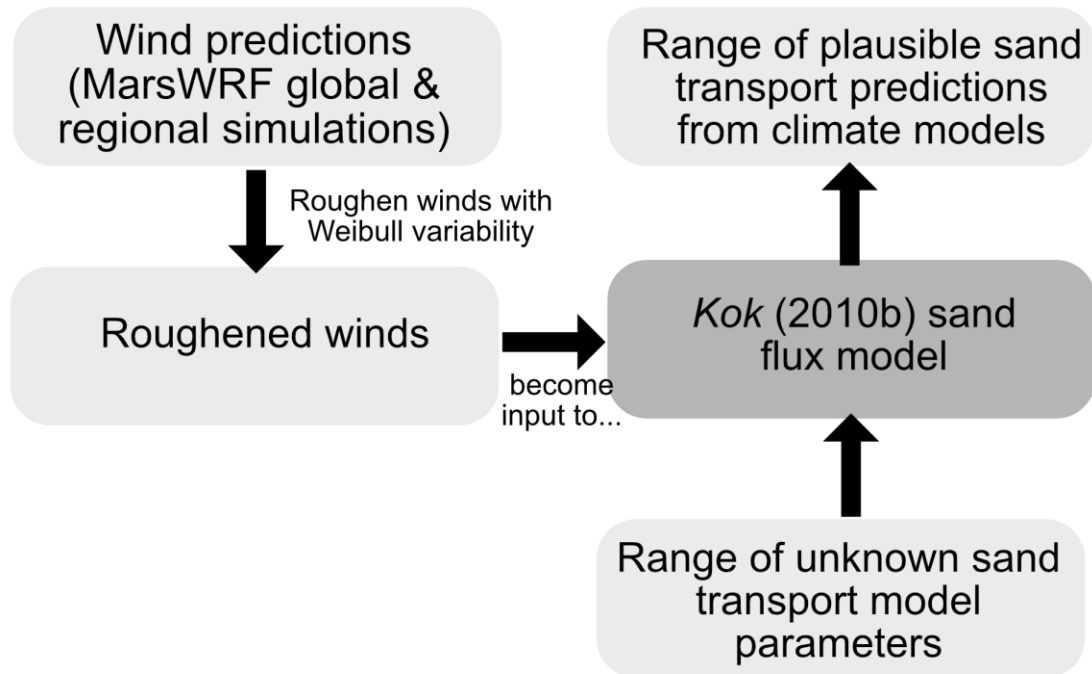 Wind predictions
(MarsWRF global &
regional simulations)
Roughen winds with
Weibull variability
Roughened winds
become
input to...
Range of plausible sand
transport predictions
from climate models
Kok (2010b) sand
flux model
Range of unknown sand
transport model
parameters